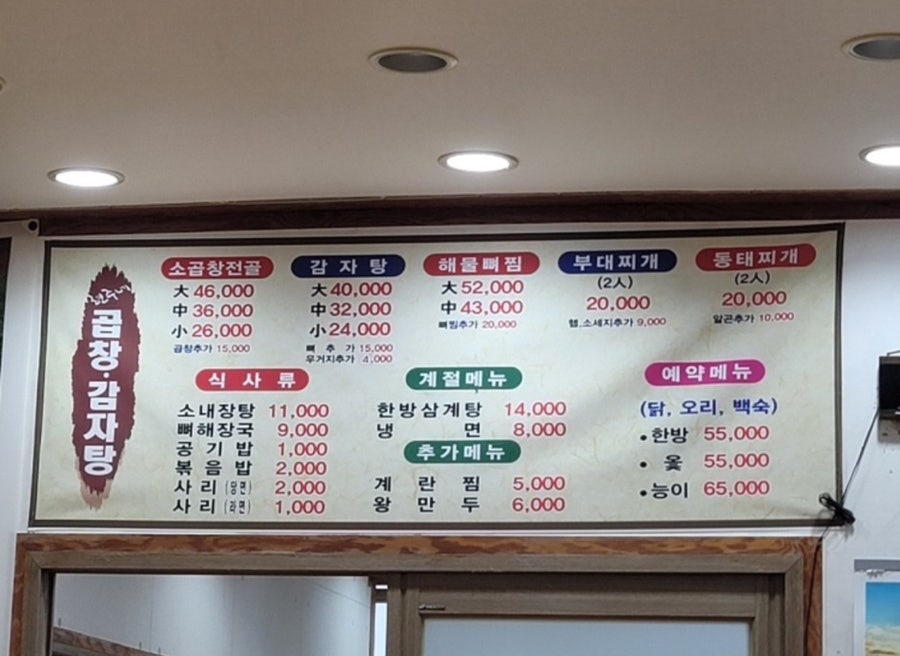 곱창·감자탕
소곱창전골
大 46,000
中 36,000
小 26,000
곱창추가 15,000
감자탕
大 40,000
中 32,000
小 24,000
뼈추가 15,000
우거지추가 4,000
해물뼈찜
大 52,000
中 43,000
뼈찜추가 20,000
부대찌개
(2人)
20,000
햄,소세지추가 9,000
동태찌개
(2人)
20,000
알곤추가 10,000
식사류
소내장탕 11,000
뼈해장국 9,000
공기밥 1,000
볶음밥 2,000
사리(당면) 2,000
사리(라면) 1,000
계절메뉴
한방삼계탕 14,000
냉면 8,000
추가메뉴
계란찜 5,000
왕만두 6,000
예약메뉴
(닭, 오리, 백숙)
•한방 55,000
•옻 55,000
•능이 65,000